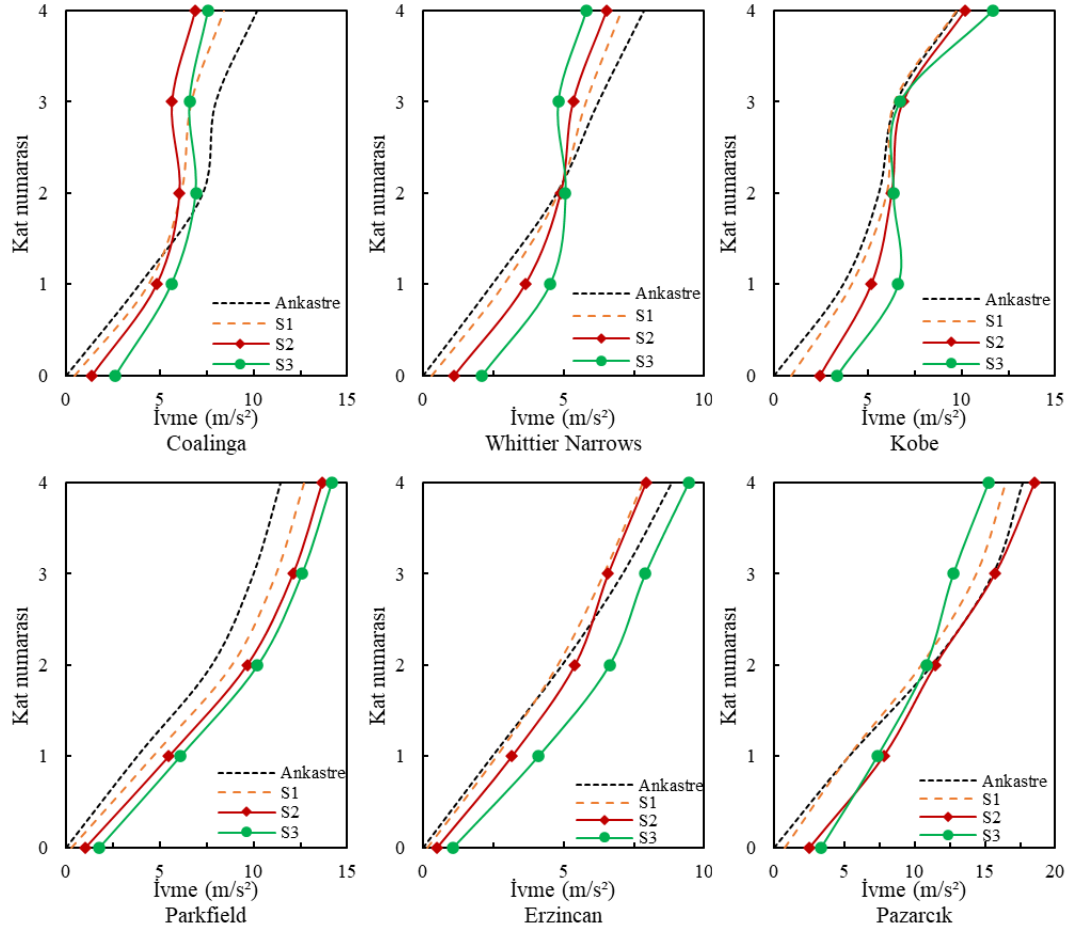 4
3
2
1
0
Kat numarası
Ankastre
S1
S2
S3
0 5 10 15
İvme (m/s²)
Coalinga
4
3
2
1
0
Kat numarası
Ankastre
S1
S2
S3
0 5 10
İvme (m/s²)
Whittier Narrows
4
3
2
1
0
Kat numarası
Ankastre
S1
S2
S3
0 5 10 15
İvme (m/s²)
Kobe
4
3
2
1
0
Kat numarası
Ankastre
S1
S2
S3
0 5 10 15
İvme (m/s²)
Parkfield
4
3
2
1
0
Kat numarası
Ankastre
S1
S2
S3
0 5 10
İvme (m/s²)
Erzincan
4
3
2
1
0
Kat numarası
Ankastre
S1
S2
S3
0 5 10 15 20
İvme (m/s²)
Pazarcık